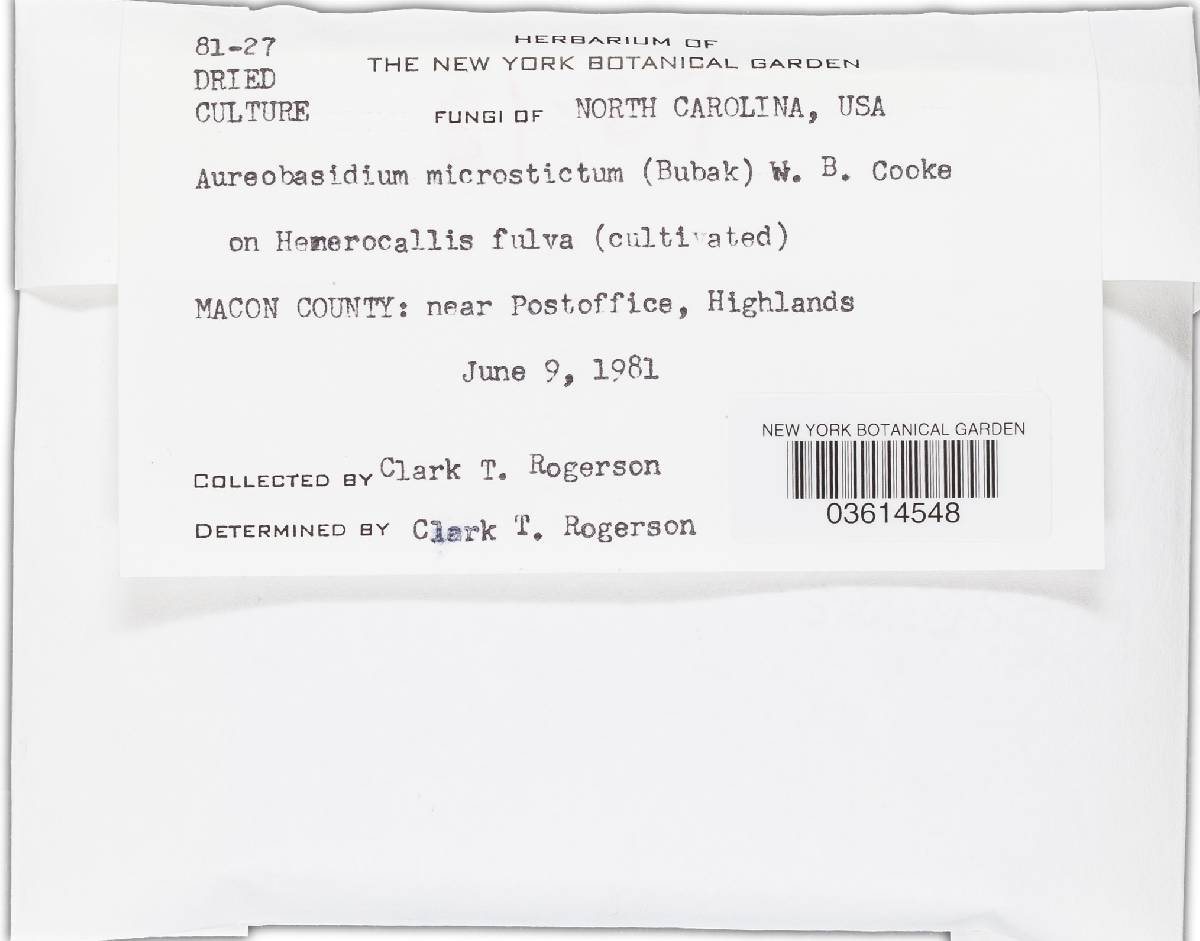 81-27
DRIED
CULTURE
HERBARIUM OF
THE NEW YORK BOTANICAL GARDEN
FUNGI OF NORTH CAROLINA, USA
Aureobasidium microstictum (Bubak) W. B. Cooke
on Hemerocallis fulva (cultivated)
MACON COUNTY: near Postoffice, Highlands
June 9, 1981
COLLECTED BY Clark T. Rogerson
DETERMINED BY Clark T. Rogerson
NEW YORK BOTANICAL GARDEN
03614548